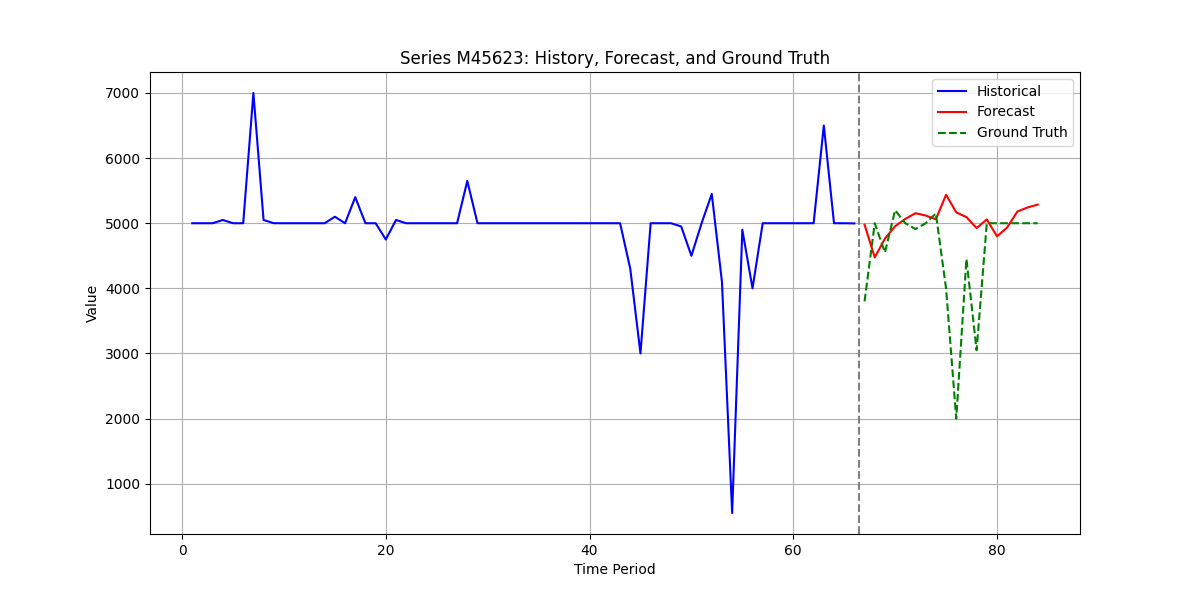 Series M45623: History, Forecast, and Ground Truth
7000
6000
5000
4000
3000
2000
1000
Value
0
20
40
60
80
Time Period
Historical
Forecast
Ground Truth